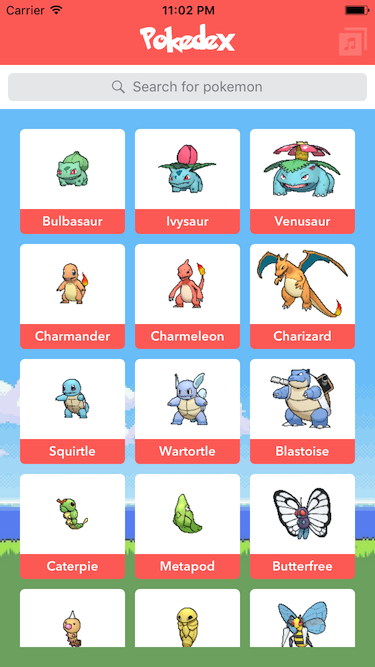 Carrier 11:02 PM
Pokedex
Search for pokemon
Bulbasaur Ivysaur Venusaur
Charmander Charmeleon Charizard
Squirtle Wartortle Blastoise
Caterpie Metapod Butterfree